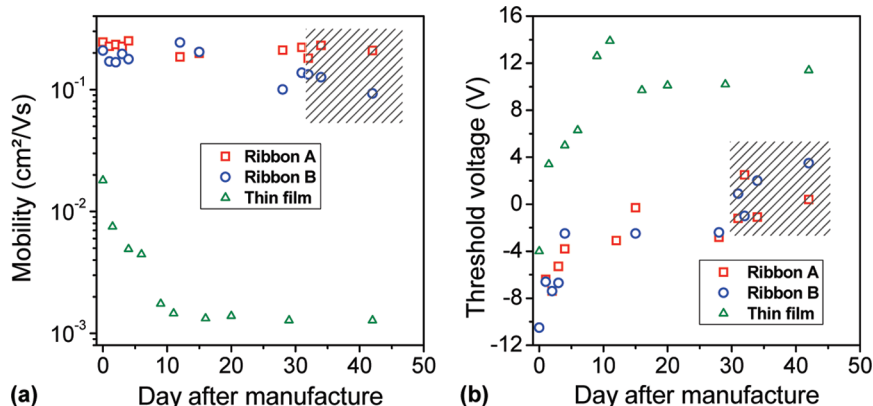 10⁻¹
10⁻²
10⁻³
Mobility (cm²/Vs)
Ribbon A
Ribbon B
Thin film
0 10 20 30 40 50
(a) Day after manufacture
16
12
8
4
0
-4
-8
-12
Threshold voltage (V)
Ribbon A
Ribbon B
Thin film
0 10 20 30 40 50
(b) Day after manufacture